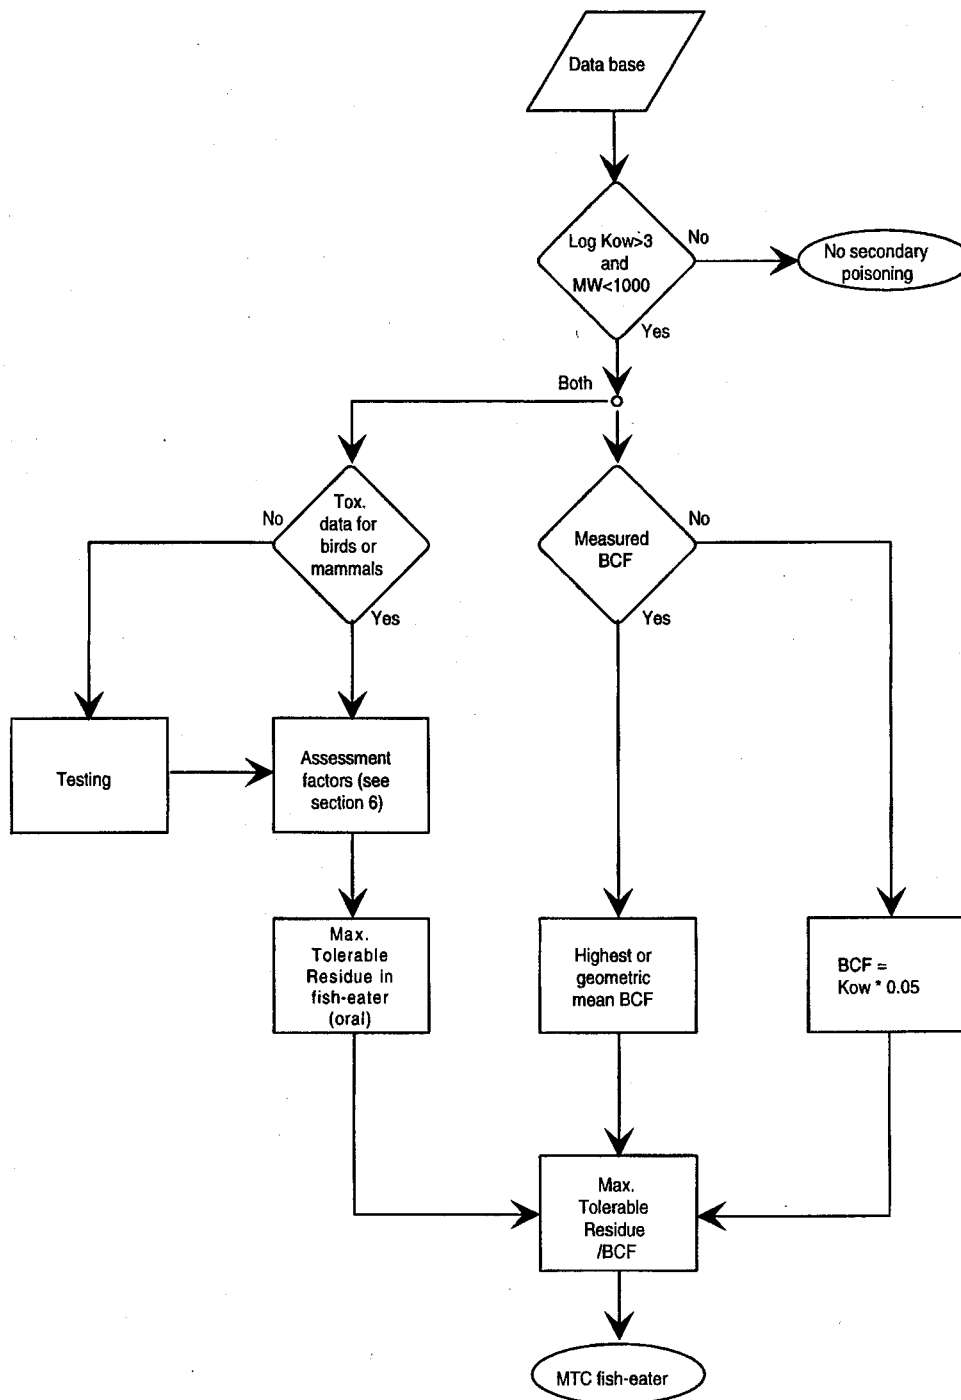 Data base
Log Kow>3
and
MW<1000
No
No secondary
poisoning
Yes
Both
No
Tox.
data for
birds or
mammals
Yes
Measured
BCF
No
Yes
Testing
Assessment
factors (see
section 6)
Max.
Tolerable
Residue in
fish-eater
(oral)
Highest or
geometric
mean BCF
BCF =
Kow * 0.05
Max.
Tolerable
Residue
/BCF
MTC fish-eater